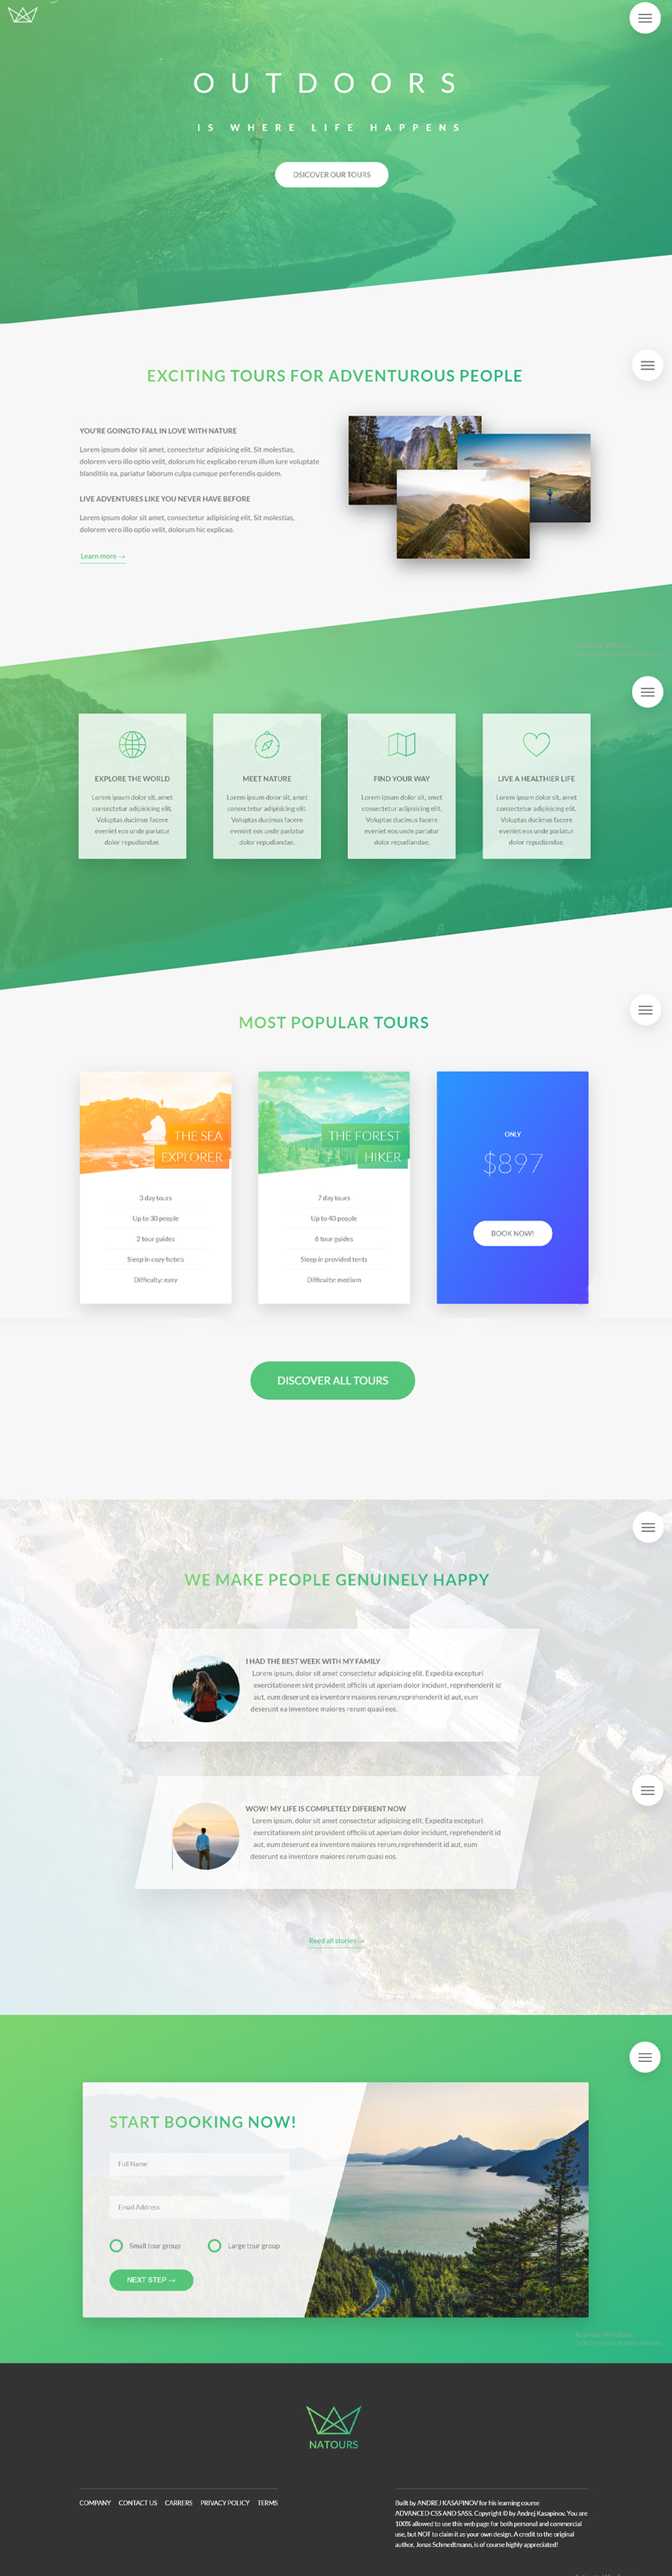 OUTDOORS
IS WHERE LIFE HAPPENS
DSICOVER OUR TOURS
EXCITING TOURS FOR ADVENTUROUS PEOPLE
YOU'RE GOINGTO FALL IN LOVE WITH NATURE
Lorem ipsum dolor sit amet, consectetur adipisicing elit. Sit molestias,
dolorem vero illo optio velit, dolorum hic explicabo rerum illum iure voluptate
blanditiis ea, pariatur laborum culpa cumque perferendis quidem.
LIVE ADVENTURES LIKE YOU NEVER HAVE BEFORE
Lorem ipsum dolor sit amet, consectetur adipisicing elit. Sit molestias,
dolorem vero illo optio velit, dolorum hic explicao.
Learn more →
EXPLORE THE WORLD
Lorem ipsum dolor sit, amet
consectetur adipisicing elit.
Voluptas ducimus facere
eveniet eos unde pariatur
dolor repudiandae.
MEET NATURE
Lorem ipsum dolor sit, amet
consectetur adipisicing elit.
Voluptas ducimus facere
eveniet eos unde pariatur
dolor repudiandae.
FIND YOUR WAY
Lorem ipsum dolor sit, amet
consectetur adipisicing elit.
Voluptas ducimus facere
eveniet eos unde pariatur
dolor repudiandae.
LIVE A HEALTHIER LIFE
Lorem ipsum dolor sit, amet
consectetur adipisicing elit.
Voluptas ducimus facere
eveniet eos unde pariatur
dolor repudiandae.
MOST POPULAR TOURS
THE SEA
EXPLORER
3 day tours
Up to 30 people
2 tour guides
Sleep in cozy hotels
Difficulty: easy
THE FOREST
HIKER
7 day tours
Up to 40 people
6 tour guides
Sleep in provided tents
Difficulty: medium
ONLY
$897
BOOK NOW!
DISCOVER ALL TOURS
WE MAKE PEOPLE GENUINELY HAPPY
I HAD THE BEST WEEK WITH MY FAMILY
Lorem ipsum, dolor sit amet consectetur adipisicing elit. Expedita excepturi
exercitationem sint provident officiis ut aperiam dolor incidunt, reprehenderit id
aut, eum deserunt ea inventore maiores rerum,reprehenderit id aut, eum
deserunt ea inventore maiores rerum quasi eos.
WOW! MY LIFE IS COMPLETELY DIFERENT NOW
Lorem ipsum, dolor sit amet consectetur adipisicing elit. Expedita excepturi
exercitationem sint provident officiis ut aperiam dolor incidunt, reprehenderit id
aut, eum deserunt ea inventore maiores rerum,reprehenderit id aut, eum
deserunt ea inventore maiores rerum quasi eos.
Reed all stories →
START BOOKING NOW!
Full Name
Email Address
Small tour group
Large tour group
NEXT STEP →
Activate Windows
NATOURS
COMPANY CONTACT US CARRERS PRIVACY POLICY TERMS
Built by ANDREJ KASAPINOV for his learning course
ADVANCED CSS AND SASS. Copyright © by Andrej Kasapinov. You are
100% allowed to use this web page for both personal and commercial
use, but NOT to claim it as your own design. A credit to the original
author, Jonas Schmedtmann, is of course highly appreciated!